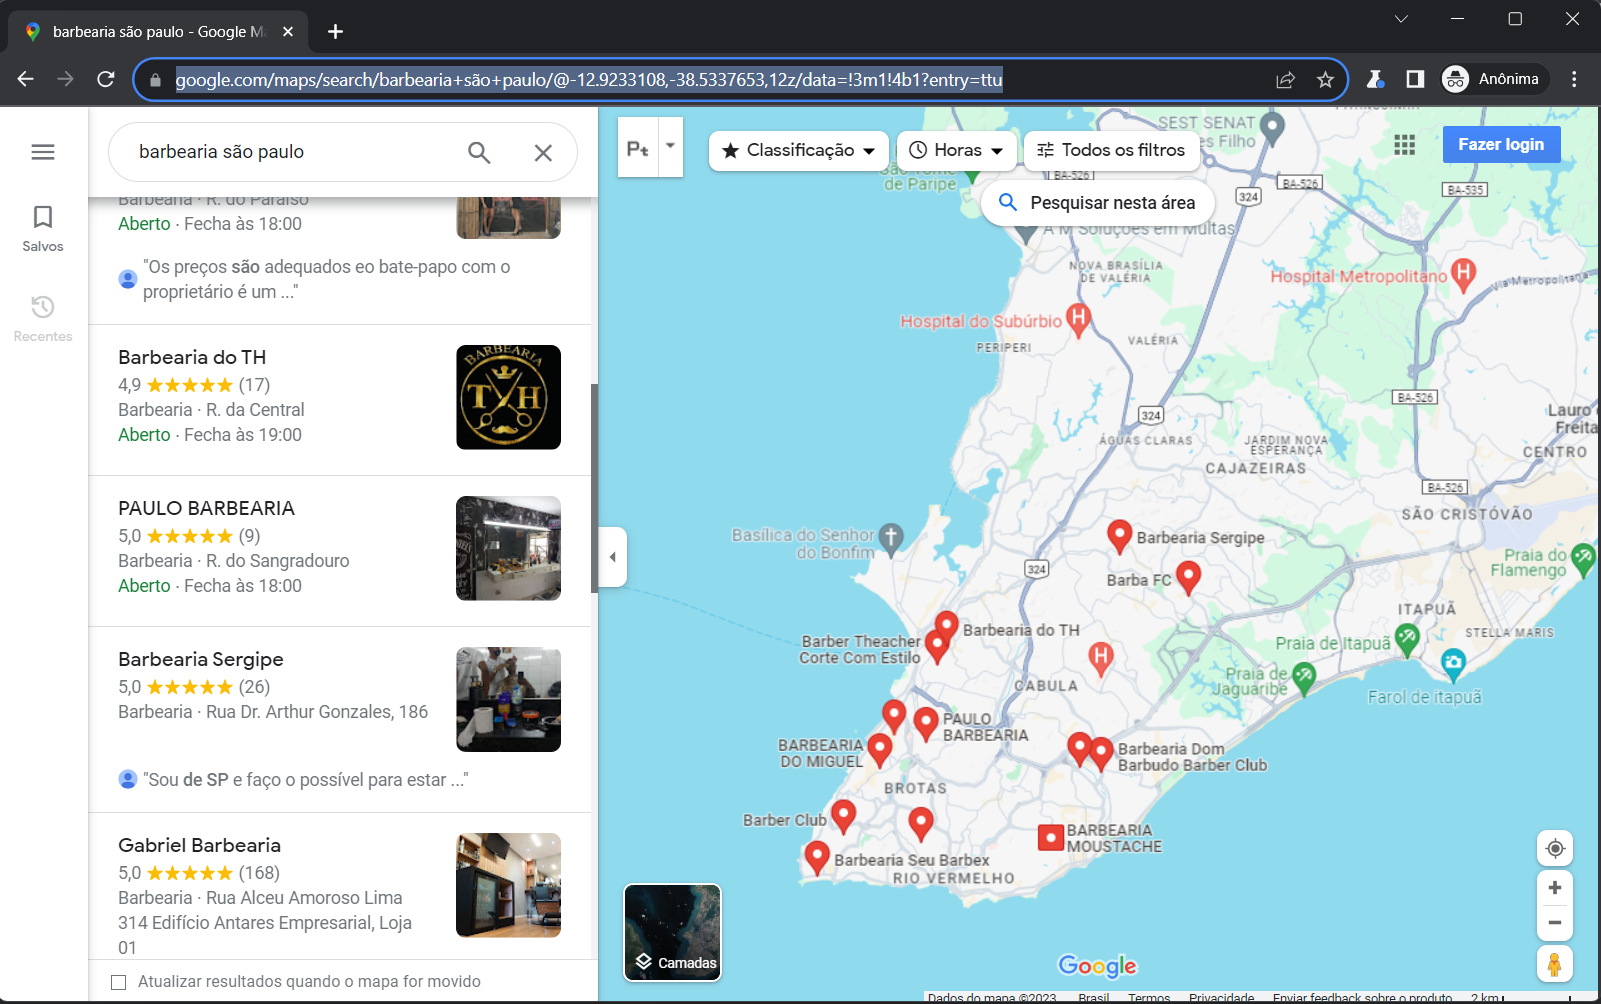 barbearia são paulo - Google Ma
google.com/maps/search/barbearia+são+paulo/@-12.9233108,-38.5337653,12z/data=!3m1!4b1?entry=ttu
Anônima
barbearia são paulo
Salvos
Recentes
Barbearia · R. do Paraíso
Aberto · Fecha às 18:00
"Os preços são adequados eo bate-papo com o
proprietário é um ..."
Barbearia do TH
4,9 (17)
Barbearia · R. da Central
Aberto · Fecha às 19:00
BARBEARIA
T H
PAULO BARBEARIA
5,0 (9)
Barbearia · R. do Sangradouro
Aberto · Fecha às 18:00
Barbearia Sergipe
5,0 (26)
Barbearia · Rua Dr. Arthur Gonzales, 186
"Sou de SP e faço o possível para estar ..."
Gabriel Barbearia
5,0 (168)
Barbearia · Rua Alceu Amoroso Lima
314 Edifício Antares Empresarial, Loja
01
Atualizar resultados quando o mapa for movido
Classificação
Horas
Todos os filtros
Fazer login
Pesquisar nesta área
SEST SENAT
es Filho
de Paripe
BA-526
324
BA-526
BA-535
A M Soluções em Multas
NOVA BRASÍLIA
DE VALÉRIA
Hospital Metropolitano
H
Via Metropolitana
Hospital do Subúrbio
H
PERIPERI
VALÉRIA
BA-526
324
Lauro
Freita
ÁGUAS CLARAS
JARDIM NOVA
ESPERANÇA
CAJAZEIRAS
CENTRO
BA-526
SÃO CRISTÓVÃO
Basílica do Senhor
do Bonfim
Barbearia Sergipe
Praia do
Flamengo
324
Barba FC
ITAPUÃ
STELLA MARIS
Barber Theacher
Corte Com Estilo
Barbearia do TH
Praia de Itapuã
H
CABULA
Praia de
Jaguaribe
Farol de itapuã
PAULO
BARBEARIA
BARBEARIA
DO MIGUEL
Barbearia Dom
Barbudo Barber Club
BROTAS
Barber Club
BARBEARIA
MOUSTACHE
Barbearia Seu Barbex
RIO VERMELHO
Camadas
Google
Dados do mapa ©2023 Brasil Termos Privacidade Enviar feedback sobre o produto 2 km